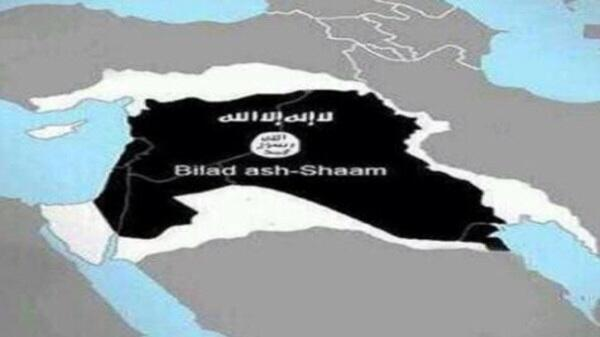 لا إله إلا الله
الله
رسول
محمد
Bilad ash-Shaam